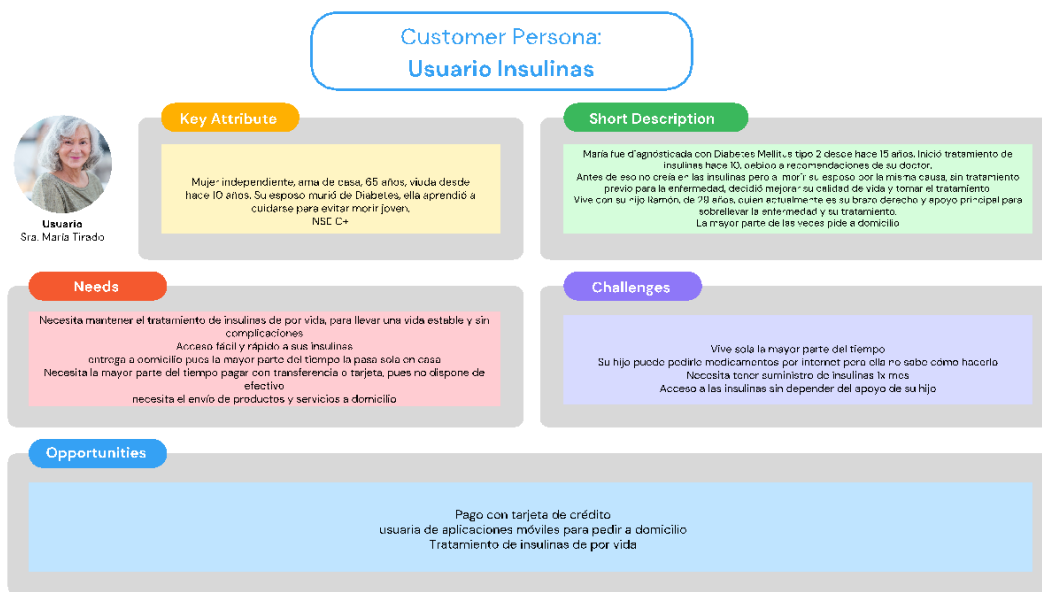 Customer Persona:
Usuario Insulinas
Key Attribute
Mujer independiente, ama de casa, 65 años, viuda desde
hace 10 años. Su esposo murió de Diabetes, ella aprendió a
cuidarse para evitar morir joven.
NSE C+
Usuario
Sra. María Tirado
Short Description
María fue diagnósticada con Diabetes Mellitus tipo 2 desde hace 15 años. Inició tratamiento de
insulinas hace 10, debido a recomendaciones de su doctor.
Antes de eso no creía en las insulinas pero al morir su esposo por la misma causa, sin tratamiento
previo para la enfermedad, decidió mejorar su calidad de vida y tomar el tratamiento
Vive con su hijo Ramón, de 29 años, quien actualmente es su brazo derecho y apoyo principal para
sobrellevar la enfermedad y su tratamiento.
La mayor parte de las veces pide a domicilio
Needs
Necesita mantener el tratamiento de insulinas de por vida, para llevar una vida estable y sin
complicaciones
Acceso fácil y rápido a sus insulinas
entrega a domicilio pues la mayor parte del tiempo la pasa sola en casa
Necesita la mayor parte del tiempo pagar con transferencia o tarjeta, pues no dispone de
efectivo
necesita el envío de productos y servicios a domicilio
Challenges
Vive sola la mayor parte del tiempo
Su hijo puede pedirle medicamentos por internet pero ella no sabe cómo hacerlo
Necesita tener suministro de insulinas 1x mes
Acceso a las insulinas sin depender del apoyo de su hijo
Opportunities
Pago con tarjeta de crédito
usuaria de aplicaciones móviles para pedir a domicilio
Tratamiento de insulinas de por vida